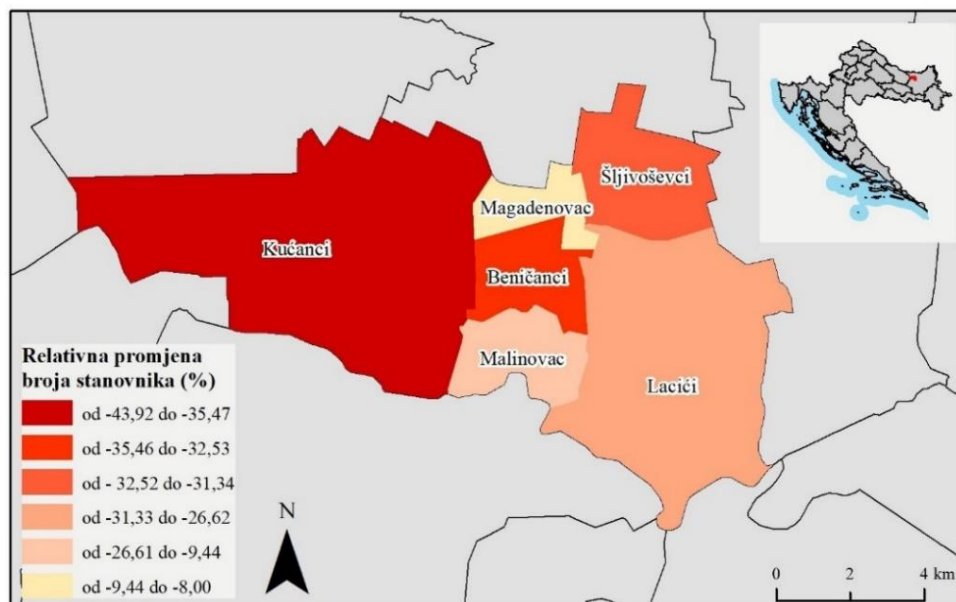 Šljivoševci
Magadenovac
Kućanci
Beničanci
Malinovac
Lacići
Relativna promjena
broja stanovnika (%)
od -43,92 do -35,47
od -35,46 do -32,53
od - 32,52 do -31,34
od -31,33 do -26,62
od -26,61 do -9,44
od -9,44 do -8,00
N
0 2 4 km